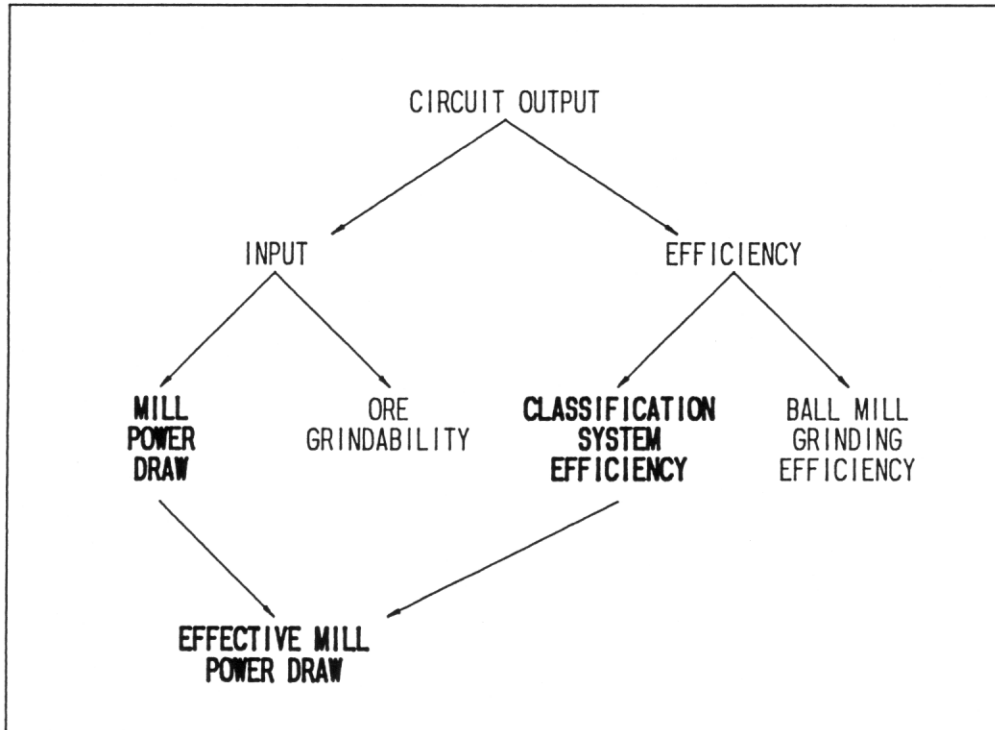 CIRCUIT OUTPUT
INPUT
EFFICIENCY
MILL
POWER
DRAW
ORE
GRINDABILITY
CLASSIFICATION
SYSTEM
EFFICIENCY
BALL MILL
GRINDING
EFFICIENCY
EFFECTIVE MILL
POWER DRAW